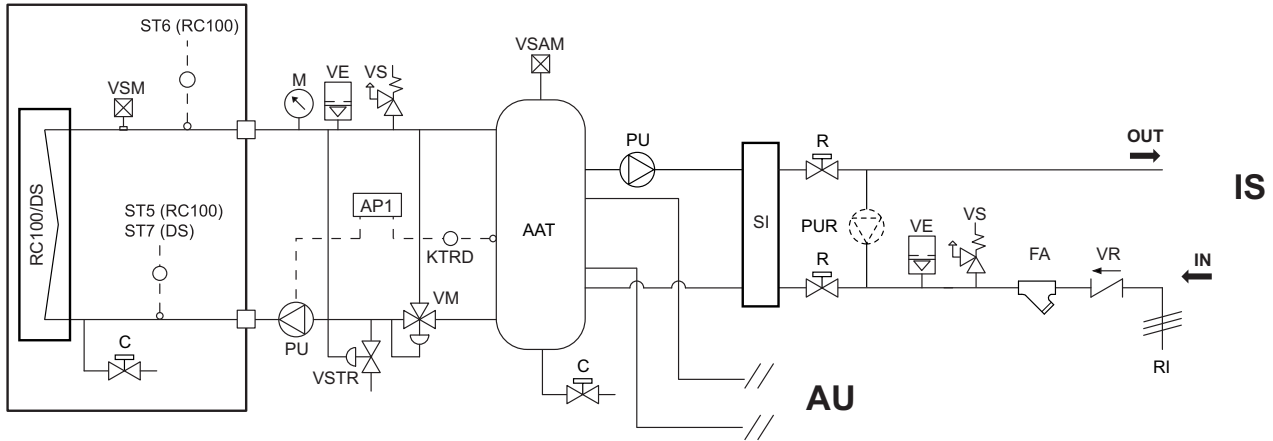 ST6 (RC100)
VSM
RC100/DS
ST5 (RC100)
ST7 (DS)
C
M
VE
VS
AP1
KTRD
VM
PU
VSTR
VSAM
AAT
C
PU
SI
R
PUR
R
VE
VS
FA
VR
OUT
IS
IN
RI
AU